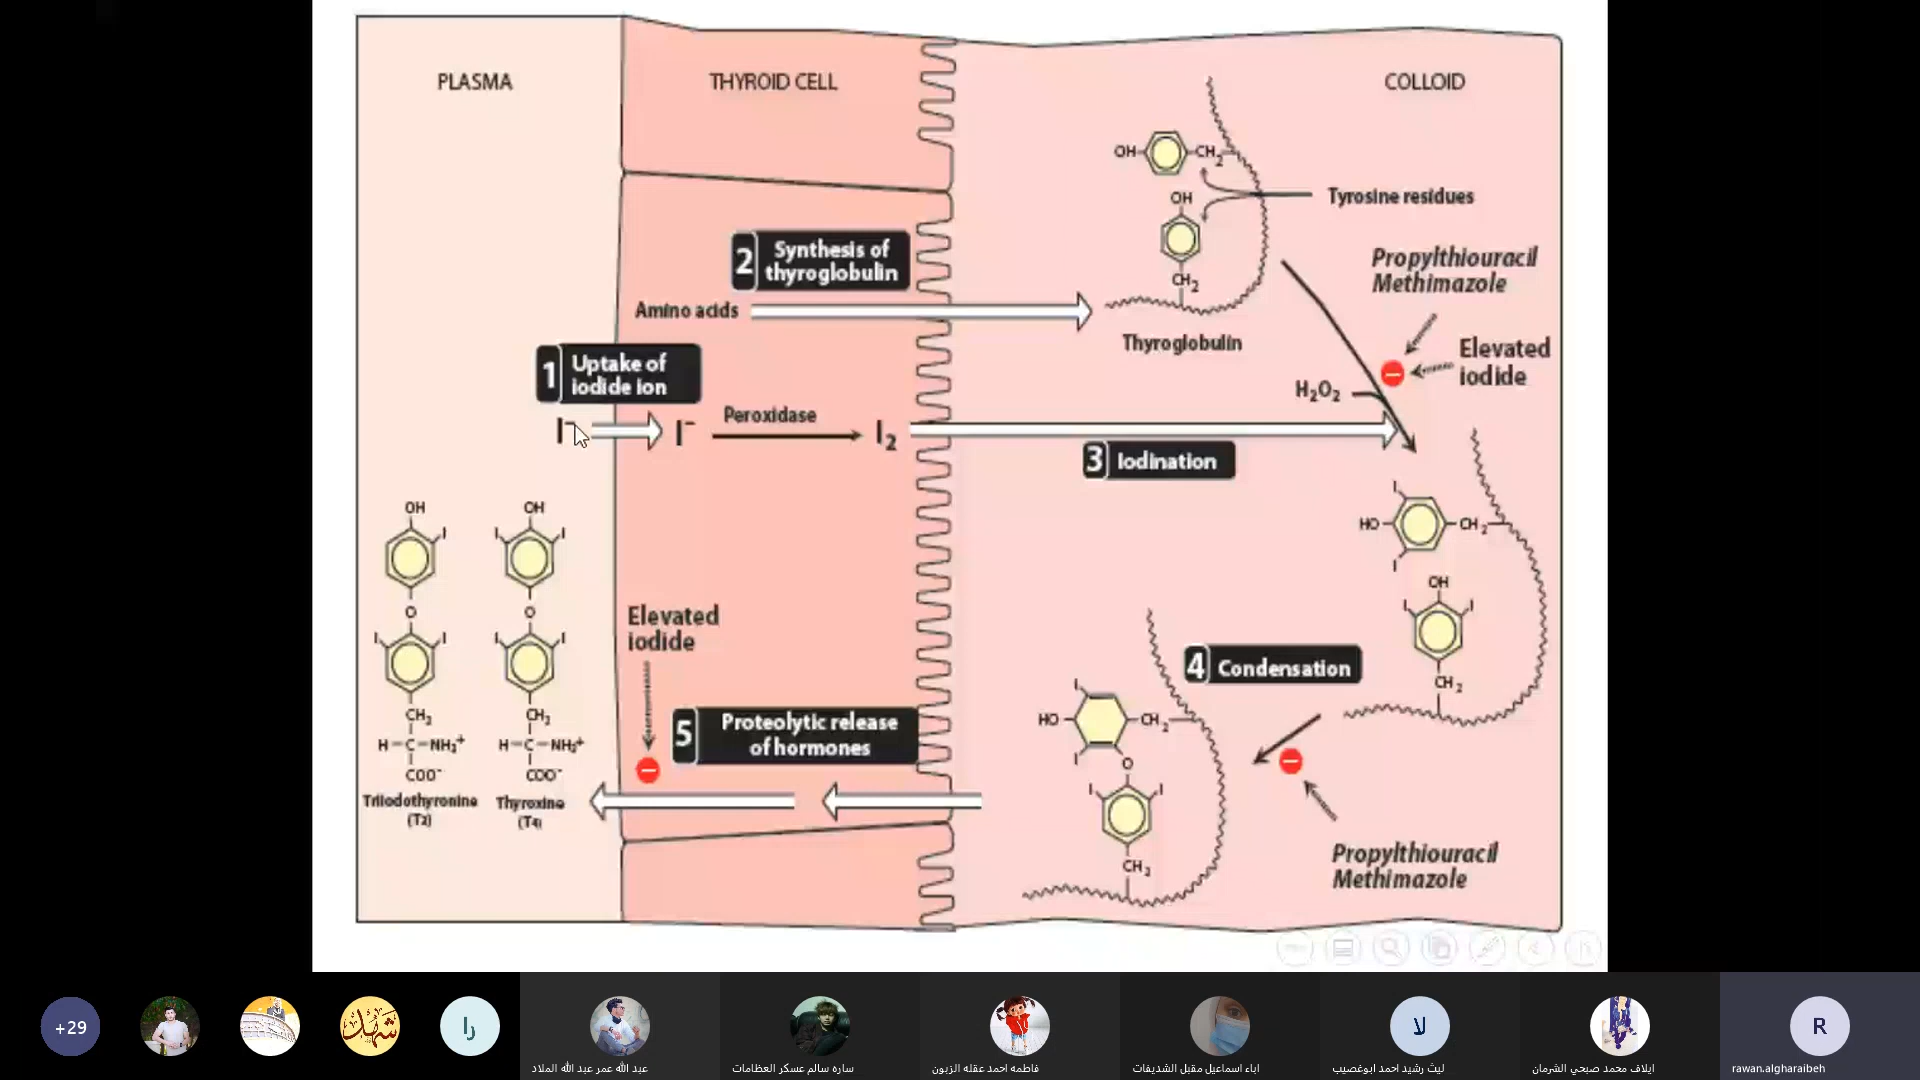 PLASMA
THYROID CELL
COLLOID
OH
CH2
Tyrosine residues
OH
CH2
2 Synthesis of
thyroglobulin
Propylthiouracil
Methimazole
Amino acids
Thyroglobulin
Elevated
iodide
1 Uptake of
iodide ion
H2O2
I⁻
I⁻
Peroxidase
I2
3 Iodination
I
HO
CH2
I
OH
I
I
CH2
OH
I
O
I
I
CH2
H-C-NH3+
COO⁻
Triiodothyronine
OH
I
I
O
I
I
CH2
H-C-NH3+
COO⁻
Thyroxine
(T4)
Elevated
iodide
4 Condensation
5 Proteolytic release
of hormones
I
HO
CH2
I
O
I
I
CH2
Propylthiouracil
Methimazole
+29
شهد
را
عبد الله عمر عبد الله الملاد
ساره سالم عسكر العظامات
فاطمه احمد عقله الزبون
اباء اسماعيل مقبل الشديفات
لا
ليث رشيد احمد ابوغصيب
ايلاف محمد صبحي الشرمان
R
rawan.algharaibeh